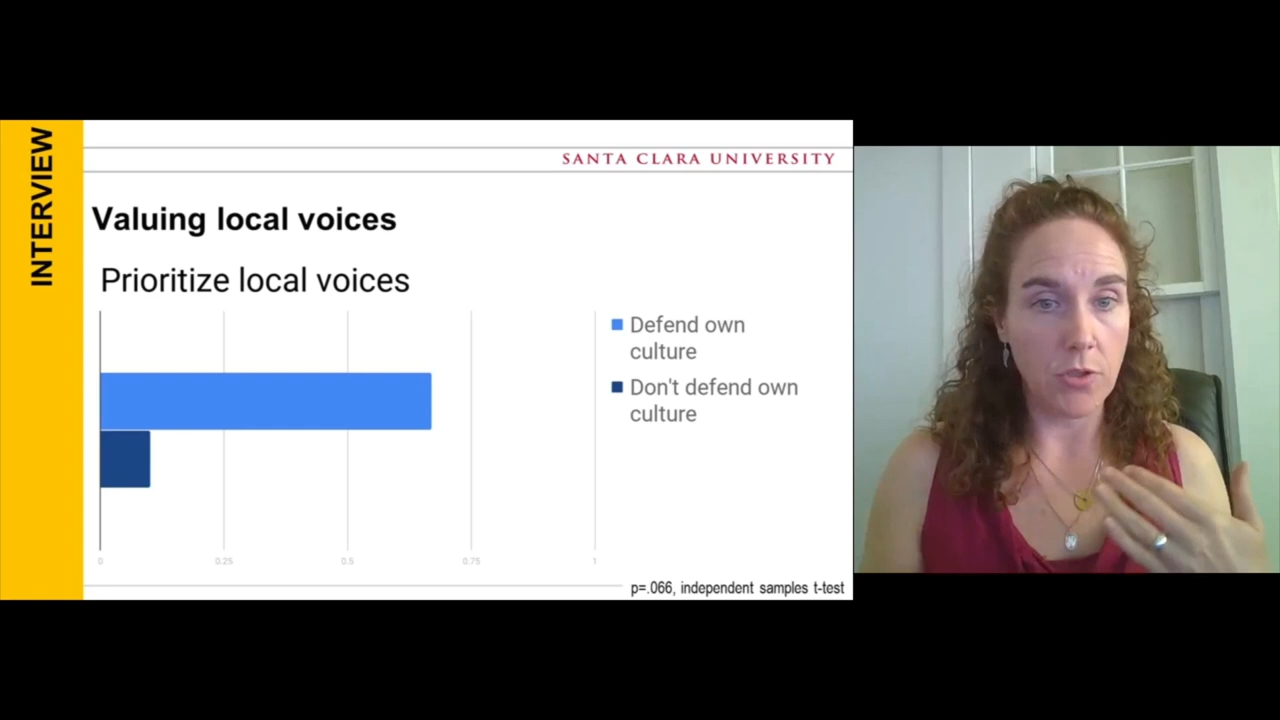 INTERVIEW
SANTA CLARA UNIVERSITY
Valuing local voices
Prioritize local voices
Defend own
culture
Don't defend own
culture
0 0.25 0.5 0.75 1
p=.066, independent samples t-test